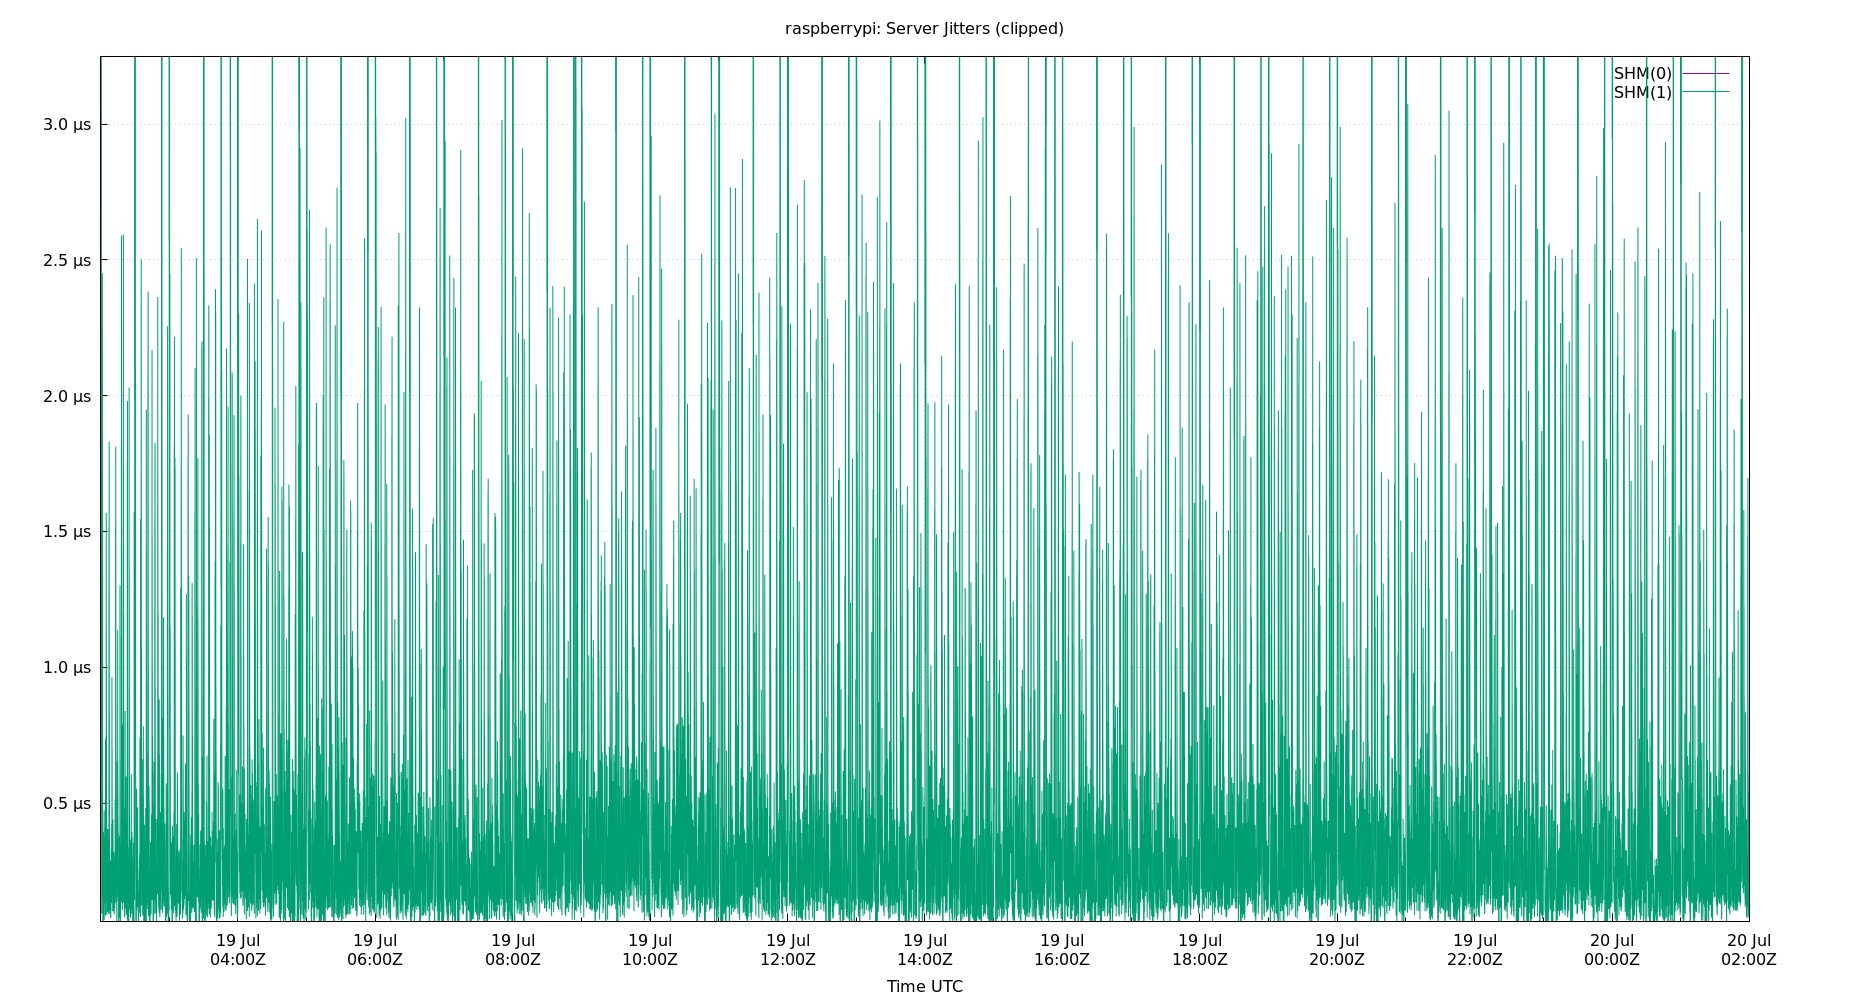 raspberrypi: Server Jitters (clipped)
SHM(0)
SHM(1)
3.0 µs
2.5 µs
2.0 µs
1.5 µs
1.0 µs
0.5 µs
19 Jul 19 Jul 19 Jul 19 Jul 19 Jul 19 Jul 19 Jul 19 Jul 19 Jul 19 Jul 20 Jul 20 Jul
04:00Z 06:00Z 08:00Z 10:00Z 12:00Z 14:00Z 16:00Z 18:00Z 20:00Z 22:00Z 00:00Z 02:00Z
Time UTC